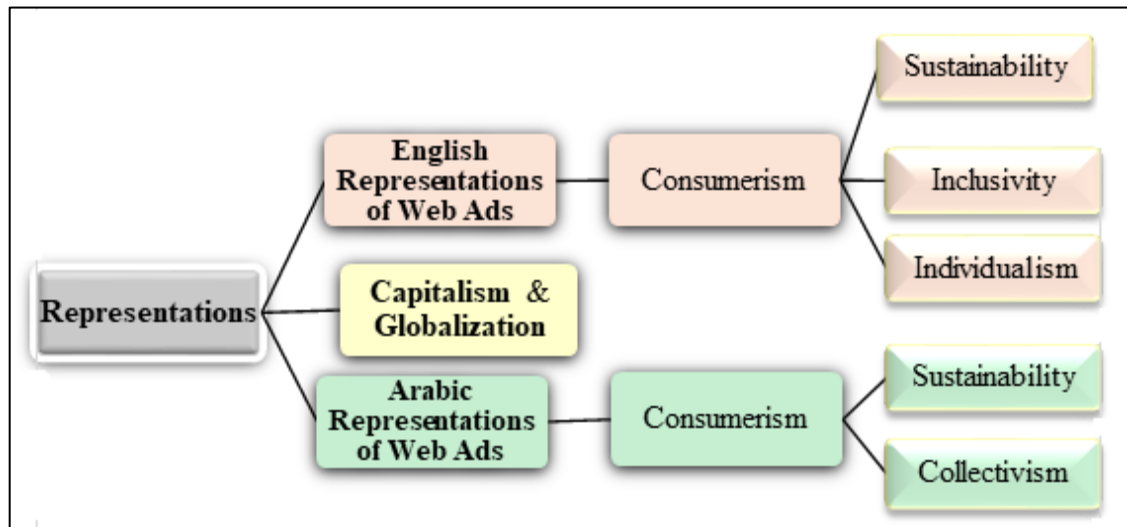 Representations
English
Representations
of Web Ads
Consumerism
Sustainability
Inclusivity
Individualism
Capitalism &
Globalization
Arabic
Representations
of Web Ads
Consumerism
Sustainability
Collectivism